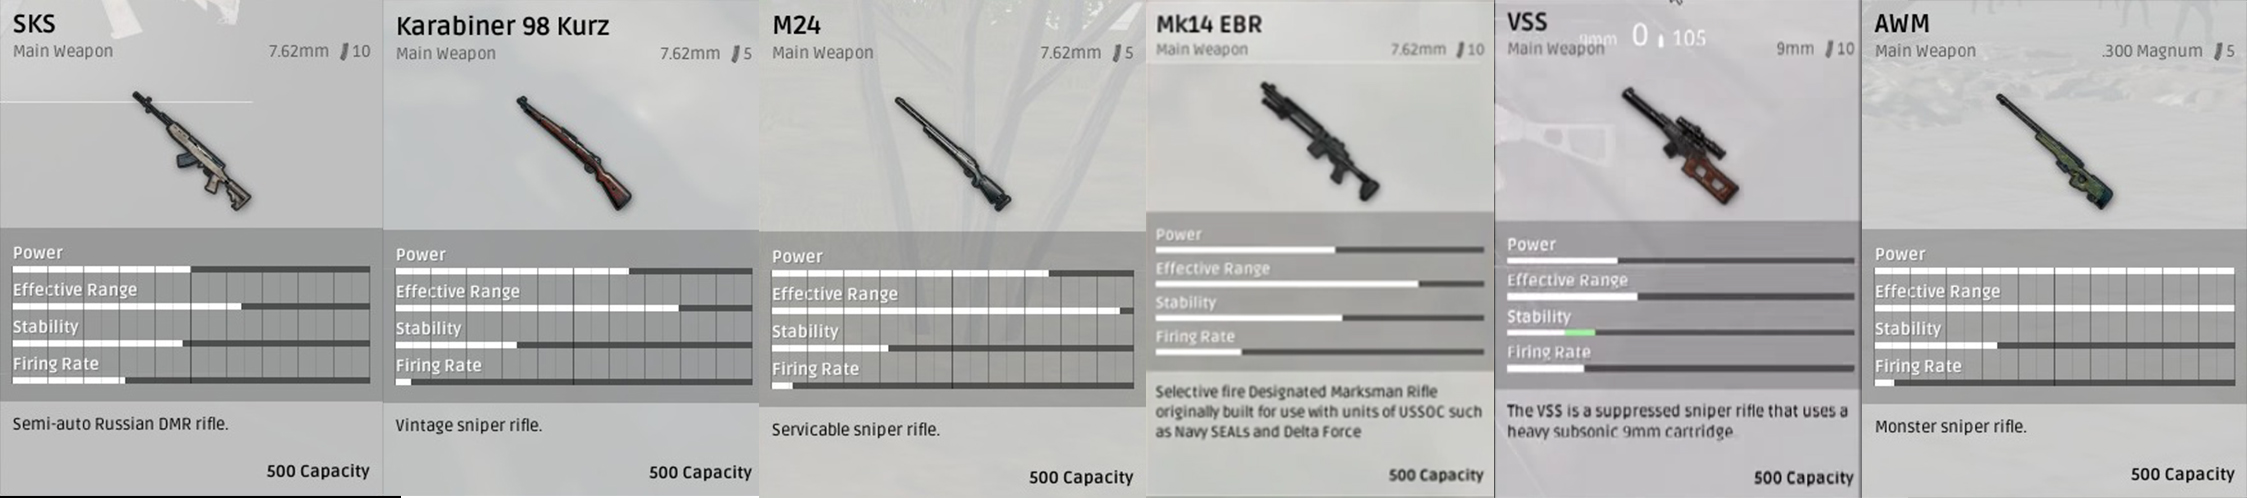 SKS
Main Weapon 7.62mm 10
Power
Effective Range
Stability
Firing Rate
Semi-auto Russian DMR rifle.
500 Capacity
Karabiner 98 Kurz
Main Weapon 7.62mm 5
Power
Effective Range
Stability
Firing Rate
Vintage sniper rifle.
500 Capacity
M24
Main Weapon 7.62mm 5
Power
Effective Range
Stability
Firing Rate
Servicable sniper rifle.
500 Capacity
Mk14 EBR
Main Weapon 7.62mm 10
Power
Effective Range
Stability
Firing Rate
Selective fire Designated Marksman Rifle
originally built for use with units of USSOC such
as Navy SEALs and Delta Force
500 Capacity
VSS
9mm 0 105
Main Weapon 9mm 10
Power
Effective Range
Stability
Firing Rate
The VSS is a suppressed sniper rifle that uses a
heavy subsonic 9mm cartridge
500 Capacity
AWM
Main Weapon .300 Magnum 5
Power
Effective Range
Stability
Firing Rate
Monster sniper rifle.
500 Capacity